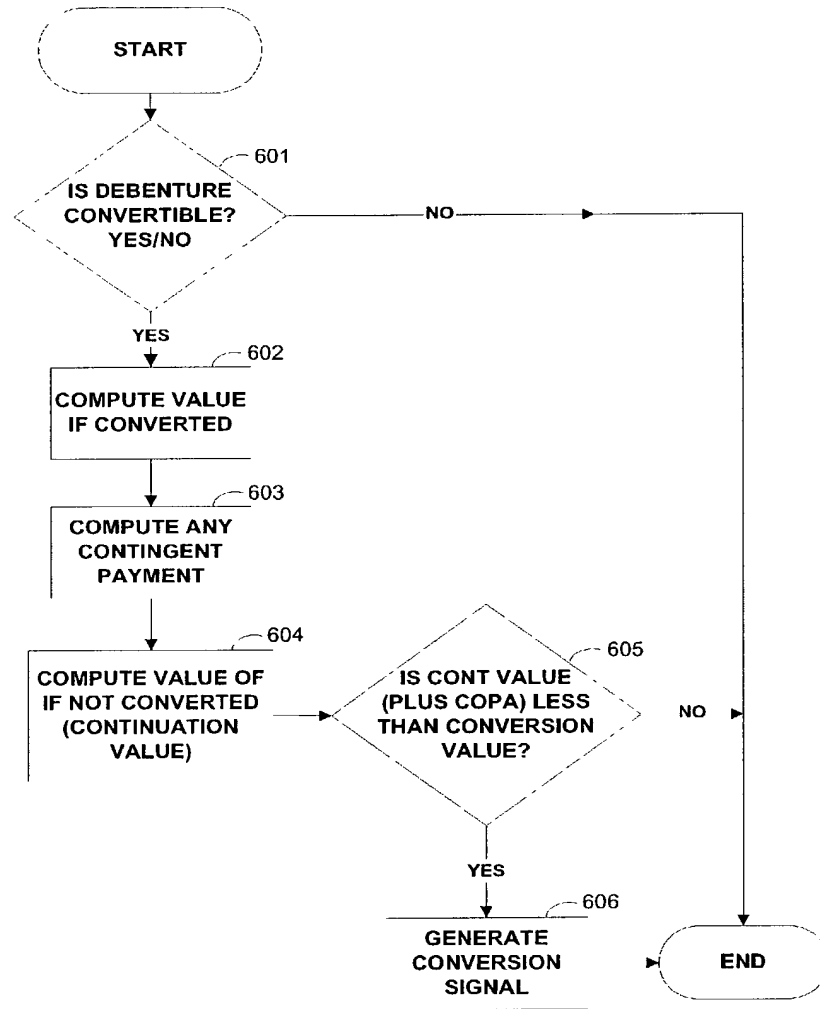 START
601
IS DEBENTURE
CONVERTIBLE?
YES/NO
NO
YES
602
COMPUTE VALUE
IF CONVERTED
603
COMPUTE ANY
CONTINGENT
PAYMENT
604
COMPUTE VALUE OF
IF NOT CONVERTED
(CONTINUATION
VALUE)
605
IS CONT VALUE
(PLUS COPA) LESS
THAN CONVERSION
VALUE?
NO
YES
606
GENERATE
CONVERSION
SIGNAL
END